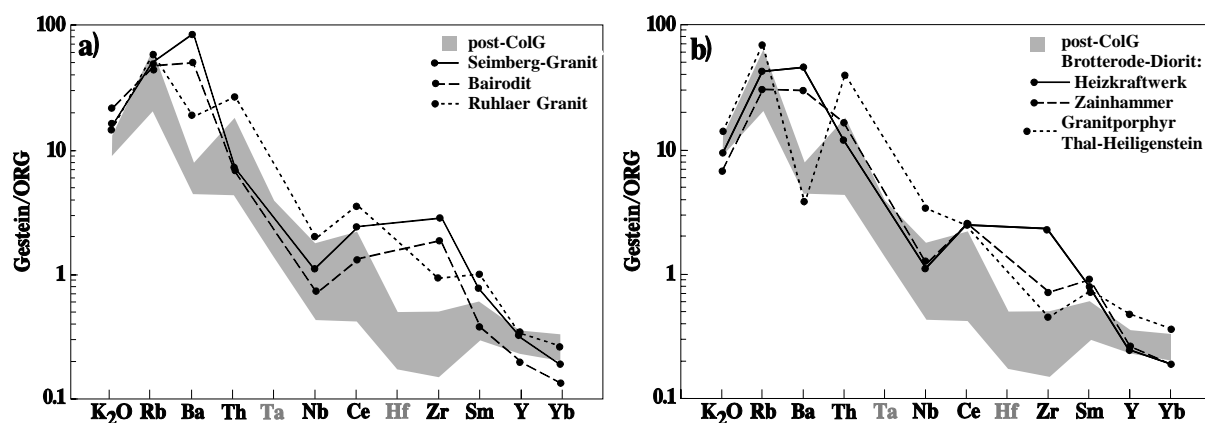 a)
Gestein/ORG
100
10
1
0.1
post-ColG
Seimberg-Granit
Bairodit
Ruhlaer Granit
K2O Rb Ba Th Ta Nb Ce Hf Zr Sm Y Yb
b)
Gestein/ORG
100
10
1
0.1
post-ColG
Brotterode-Diorit:
Heizkraftwerk
Zainhammer
Granitporphyr
Thal-Heiligenstein
K2O Rb Ba Th Ta Nb Ce Hf Zr Sm Y Yb